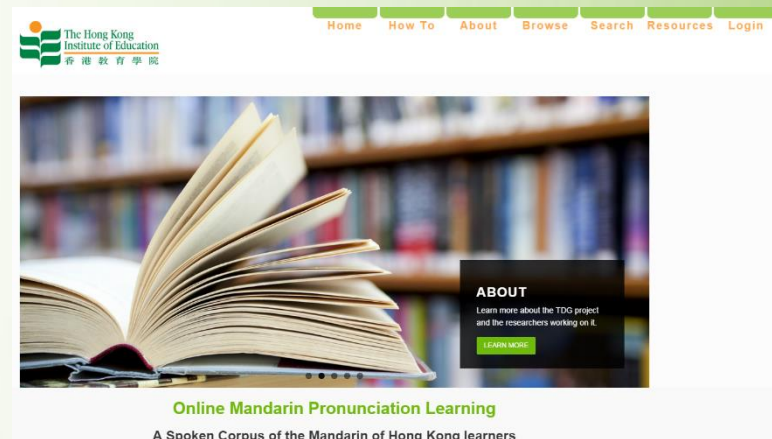 The Hong Kong
Institute of Education
香港教育學院
Home How To About Browse Search Resources Login
ABOUT
Learn more about the TDG project
and the researchers working on it.
LEARN MORE
Online Mandarin Pronunciation Learning
A Spoken Corpus of the Mandarin of Hong Kong learners